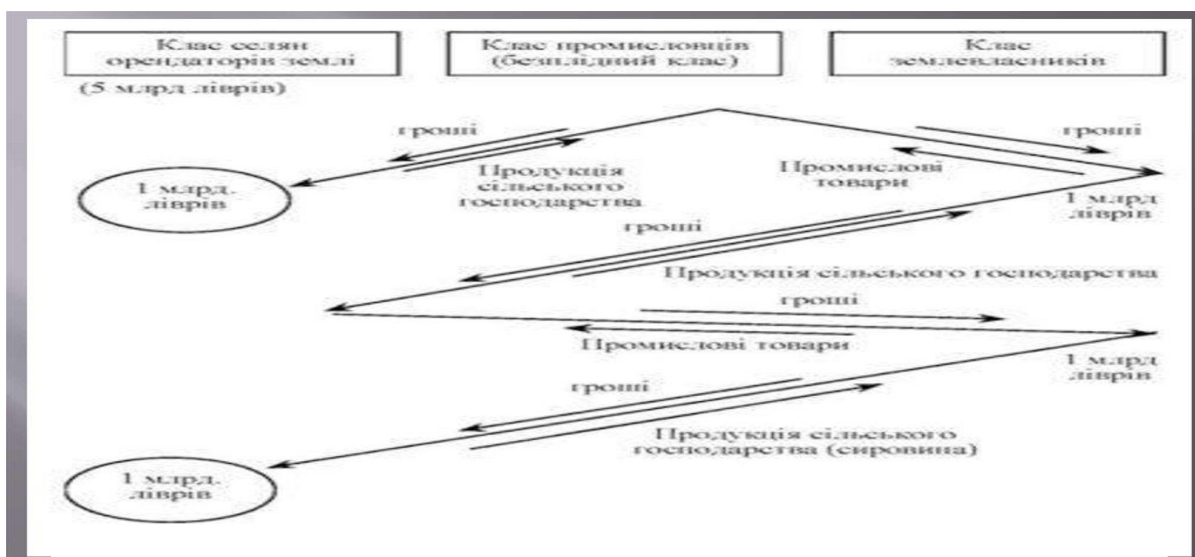 Клас селян
орендаторів землі
Клас промисловців
(безплідний клас)
Клас
землевласників
(5 млрд ліврів)
гроші
гроші
Продукція
сільського
господарства
Промислові
товари
1 млрд.
ліврів
1 млрд
ліврів
гроші
Продукція сільського господарства
гроші
Промислові товари
1 млрд
ліврів
гроші
Продукція сільського
господарства (сировина)
1 млрд.
ліврів